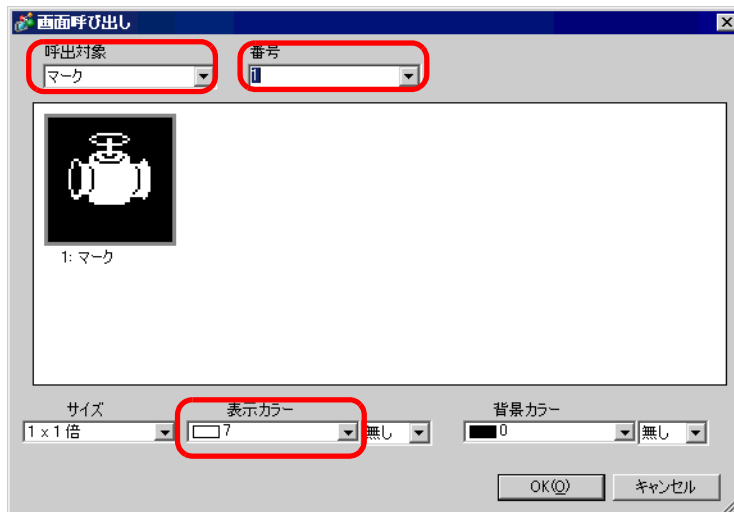 画面呼び出し
呼出対象 番号
マーク 1
1: マーク
サイズ 表示カラー 背景カラー
1 x 1 倍 7 無し 0 無し
OK(O) キャンセル